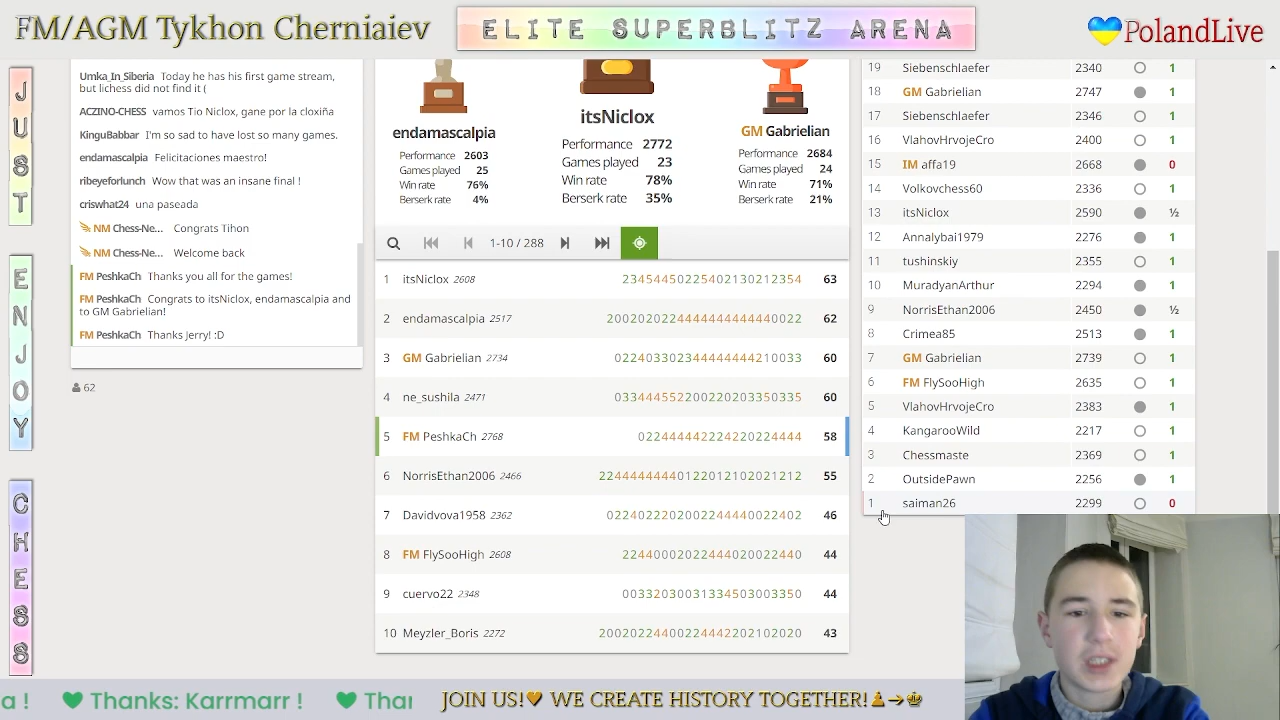 FM/AGM Tykhon Cherniaiev
ELITE SUPERBLITZ ARENA
PolandLive
JUST
ENJOY
CHESS
Umka_In_Siberia Today he has his first game stream,
but lichess did not find it (
ACZINO-CHESS vamos Tio Niclox, gane por la cloxiña
KinguBabbar I'm so sad to have lost so many games.
endamascalpia Felicitaciones maestro!
ribeyeforlunch Wow that was an insane final !
criswhat24 una paseada
NM Chess-Ne... Congrats Tihon
NM Chess-Ne... Welcome back
FM PeshkaCh Thanks you all for the games!
FM PeshkaCh Congrats to itsNiclox, endamascalpia and
to GM Gabrielian!
FM PeshkaCh Thanks Jerry! :D
62
endamascalpia
Performance 2603
Games played 25
Win rate 76%
Berserk rate 4%
itsNiclox
Performance 2772
Games played 23
Win rate 78%
Berserk rate 35%
GM Gabrielian
Performance 2684
Games played 24
Win rate 71%
Berserk rate 21%
1-10 / 288
1 itsNiclox 2608 23454450225402130212354 63
2 endamascalpia 2517 2002020224444444444440022 62
3 GM Gabrielian 2734 022403302344444444210033 60
4 ne_sushila 2471 033444552200220203350335 60
5 FM PeshkaCh 2768 022444442224220224444 58
6 NorrisEthan2006 2466 22444444440122012102021212 55
7 Davidvova1958 2362 0224022202002244440022402 46
8 FM FlySooHigh 2608 22440002022444020022440 44
9 cuervo22 2348 00332030031334503003350 44
10 Meyzler_Boris 2272 20020224400224442202102020 43
19 Siebenschlaefer 2340 1
18 GM Gabrielian 2747 1
17 Siebenschlaefer 2346 1
16 VlahovHrvojeCro 2400 1
15 IM affa19 2668 0
14 Volkovchess60 2336 1
13 itsNiclox 2590 ½
12 Annalybai1979 2276 1
11 tushinskiy 2355 1
10 MuradyanArthur 2294 1
9 NorrisEthan2006 2450 ½
8 Crimea85 2513 1
7 GM Gabrielian 2739 1
6 FM FlySooHigh 2635 1
5 VlahovHrvojeCro 2383 1
4 KangarooWild 2217 1
3 Chessmaste 2369 1
2 OutsidePawn 2256 1
1 saiman26 2299 0
a ! Thanks: Karrmarr ! Thar
JOIN US! WE CREATE HISTORY TOGETHER!